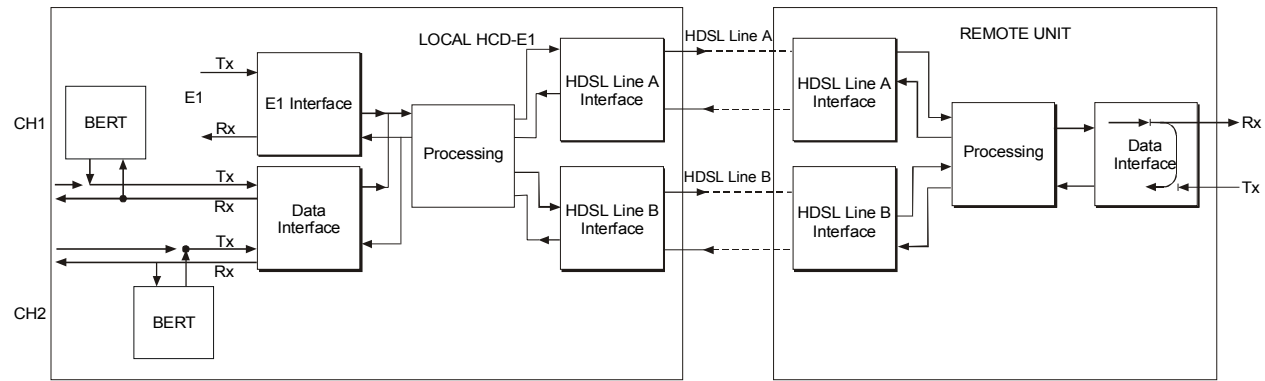 LOCAL HCD-E1
HDSL Line A
REMOTE UNIT
CH1
BERT
Tx
E1
Rx
E1 Interface
Processing
HDSL Line A
Interface
HDSL Line A
Interface
Processing
Data
Interface
Rx
Tx
Tx
Rx
Data
Interface
HDSL Line B
Interface
HDSL Line B
HDSL Line B
Interface
Tx
Rx
CH2
BERT